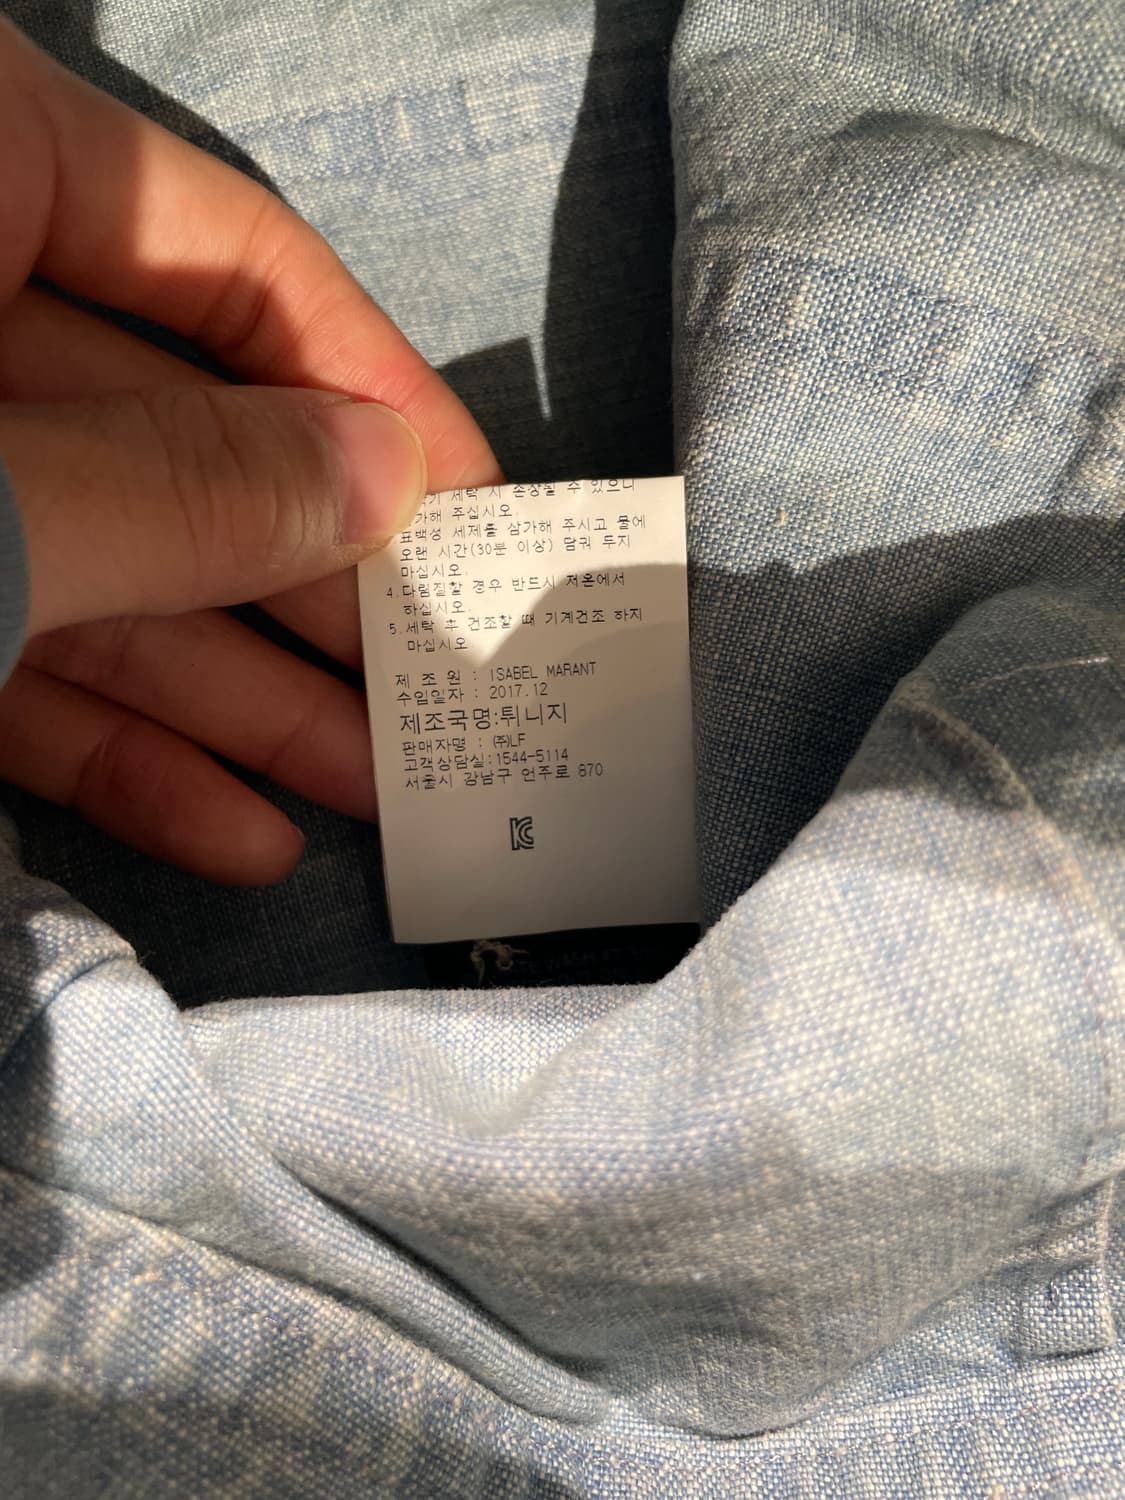 세탁 시 손상될 수 있으니
가해 주십시오.
표백성 세제를 삼가해 주시고 물에
오랜 시간(30분 이상) 담궈 두지
마십시오.
4.다림질할 경우 반드시 저온에서
하십시오.
5.세탁 후 건조할 때 기계건조 하지
마십시오
제 조 원 : ISABEL MARANT
수입일자 : 2017.12
제조국명:튀니지
판매자명 : ㈜LF
고객상담실:1544-5114
서울시 강남구 언주로 870
KC
WASH